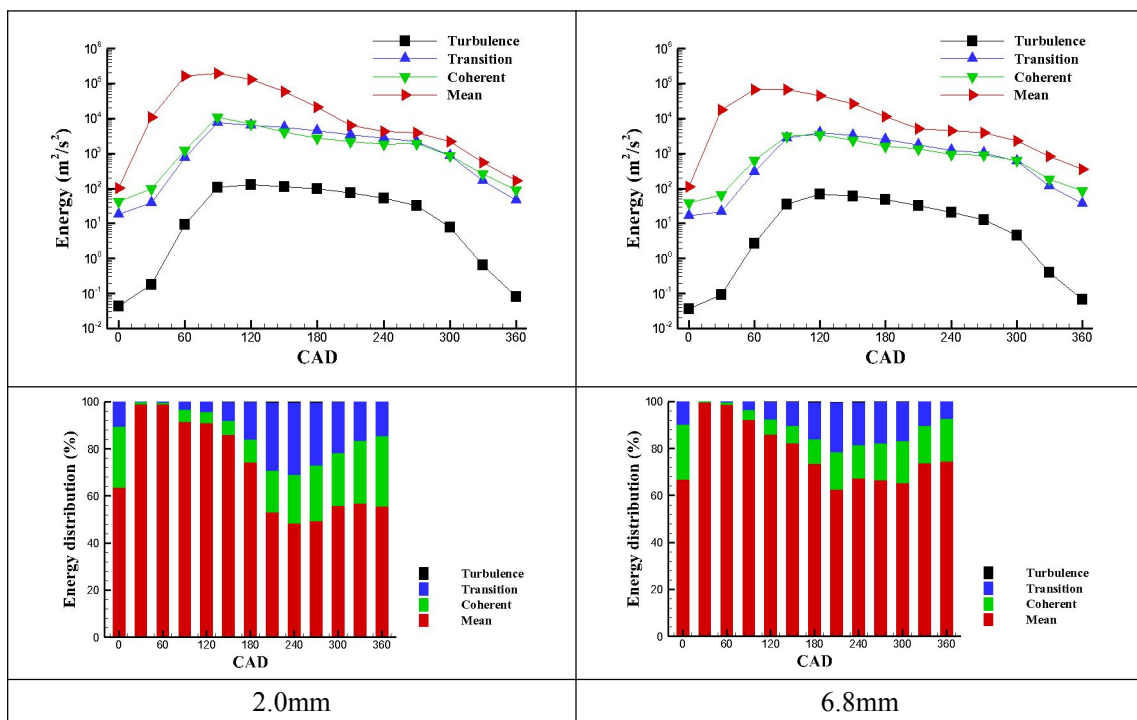 Turbulence
Transition
Coherent
Mean
10⁶
10⁵
10⁴
10³
10²
10¹
10⁰
10⁻¹
10⁻²
Energy (m²/s²)
0 60 120 180 240 300 360
CAD
Turbulence
Transition
Coherent
Mean
10⁶
10⁵
10⁴
10³
10²
10¹
10⁰
10⁻¹
10⁻²
Energy (m²/s²)
0 60 120 180 240 300 360
CAD
100
80
60
40
20
0
Energy distribution (%)
0 60 120 180 240 300 360
CAD
Turbulence
Transition
Coherent
Mean
100
80
60
40
20
0
Energy distribution (%)
0 60 120 180 240 300 360
CAD
Turbulence
Transition
Coherent
Mean
2.0mm
6.8mm